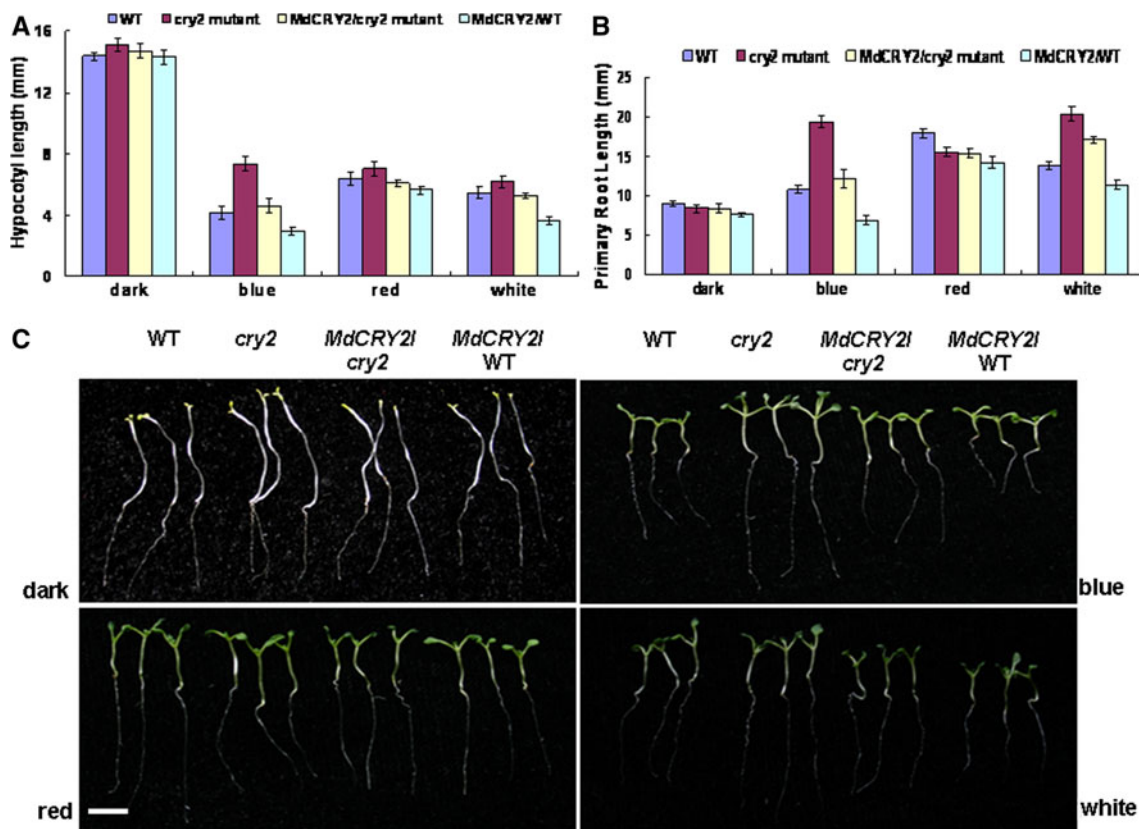 A
WT cry2 mutant MdCRY2/cry2 mutant MdCRY2/WT
Hypocotyl length (mm)
16
12
8
4
0
dark blue red white
B
WT cry2 mutant MdCRY2/cry2 mutant MdCRY2/WT
Primary Root Length (mm)
25
20
15
10
5
0
dark blue red white
C
WT cry2 MdCRY2/ MdCRY2/
cry2 WT
WT cry2 MdCRY2/ MdCRY2/
cry2 WT
dark
blue
red
white